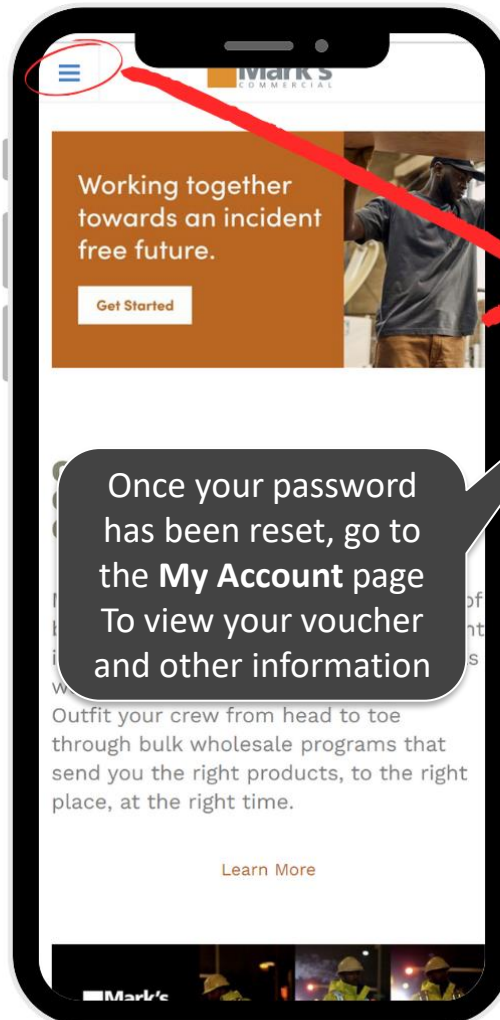 Mark's
COMMERCIAL
Working together
towards an incident
free future.
Get Started
Once your password
has been reset, go to
the My Account page
To view your voucher
and other information
Outfit your crew from head to toe
through bulk wholesale programs that
send you the right products, to the right
place, at the right time.
Learn More
Mark's